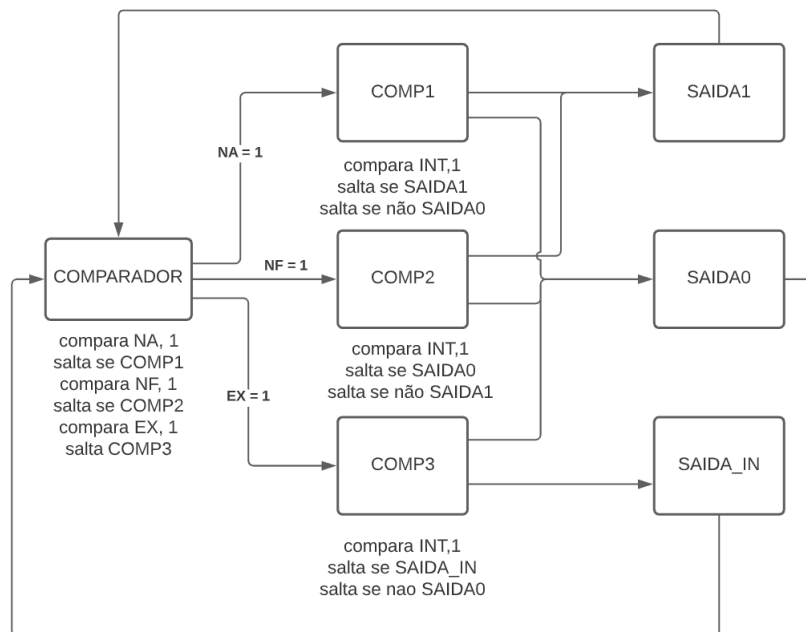 COMP1
SAIDA1
NA = 1
compara INT,1
salta se SAIDA1
salta se não SAIDA0
COMPARADOR
NF = 1
COMP2
SAIDA0
compara NA, 1
salta se COMP1
compara NF, 1
salta se COMP2
compara EX, 1
salta COMP3
compara INT,1
salta se SAIDA0
salta se não SAIDA1
EX = 1
COMP3
SAIDA_IN
compara INT,1
salta se SAIDA_IN
salta se nao SAIDA0